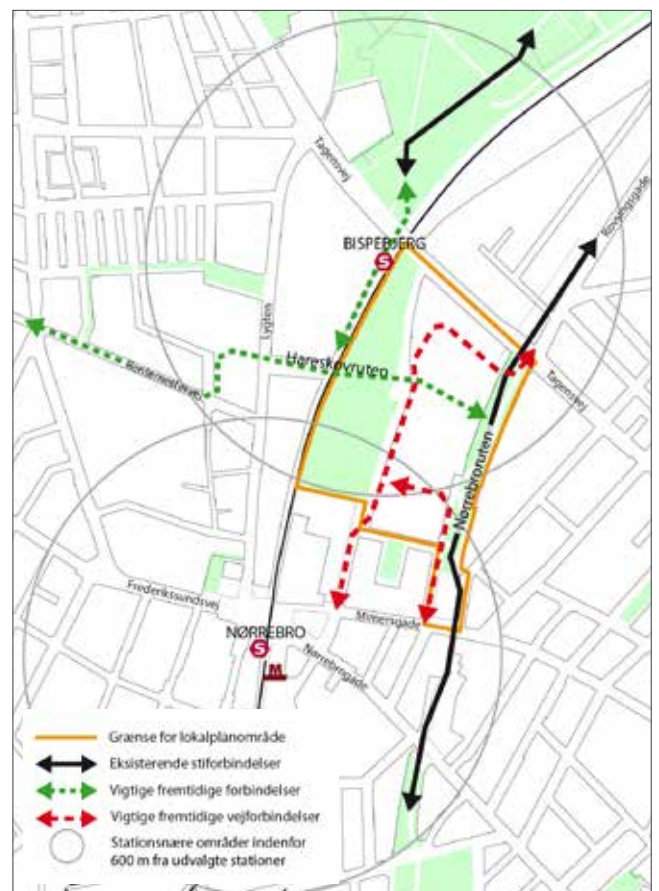 Tagensvej
Rovsingsgade
BISPEBJERG
S
Lygten
Hareskovruten
Tagensvej
Nørrebroruten
Frederikssundsvej
Mimersgade
NØRREBRO
S
Nørrebrogade
M
Grænse for lokalplanområde
Eksisterende stiforbindelser
Vigtige fremtidige forbindelser
Vigtige fremtidige vejforbindelser
Stationsnære områder indenfor
600 m fra udvalgte stationer